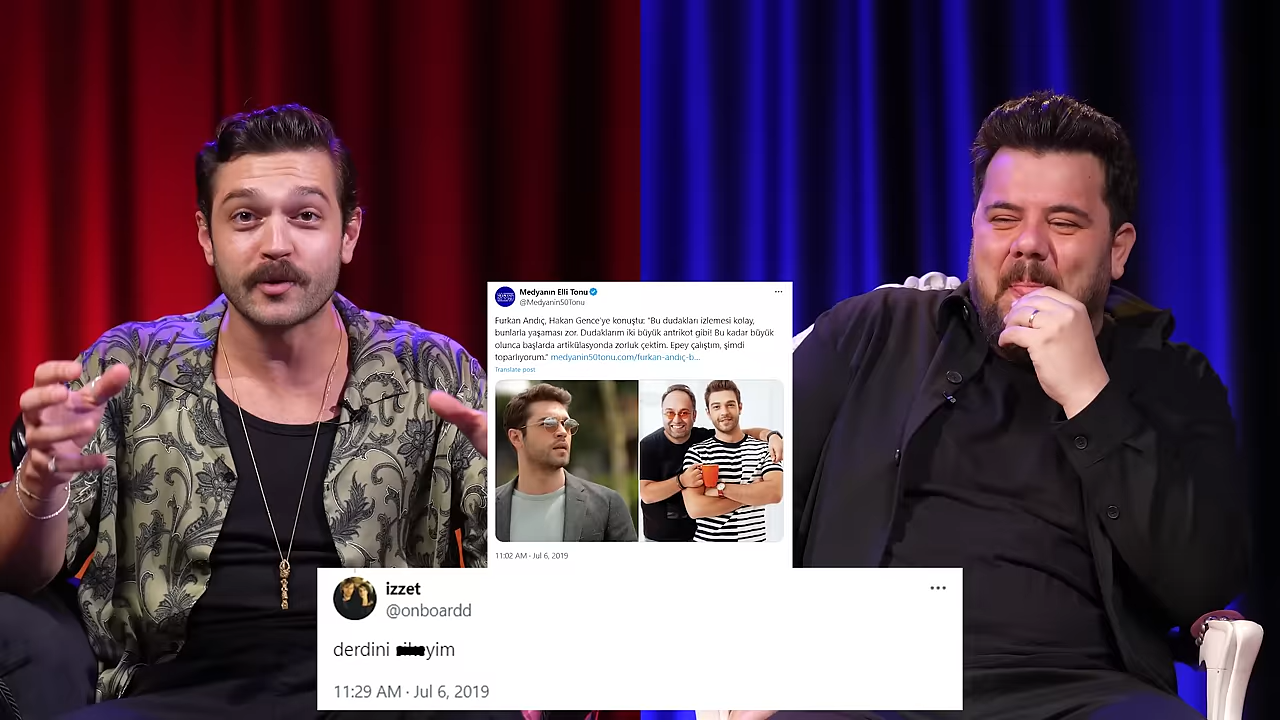 Medyanın Elli Tonu
@Medyanin50Tonu
Furkan Andıç, Hakan Gence'ye konuştu: "Bu dudakları izlemesi kolay,
bunlarla yaşaması zor. Dudaklarım iki büyük antrikot gibi! Bu kadar büyük
olunca başlarda artikülasyonda zorluk çektim. Epey çalıştım, şimdi
toparlıyorum." medyanin50tonu.com/furkan-andıç-b...
Translate post
11:02 AM · Jul 6, 2019
izzet
@onboardd
derdini yim
11:29 AM · Jul 6, 2019